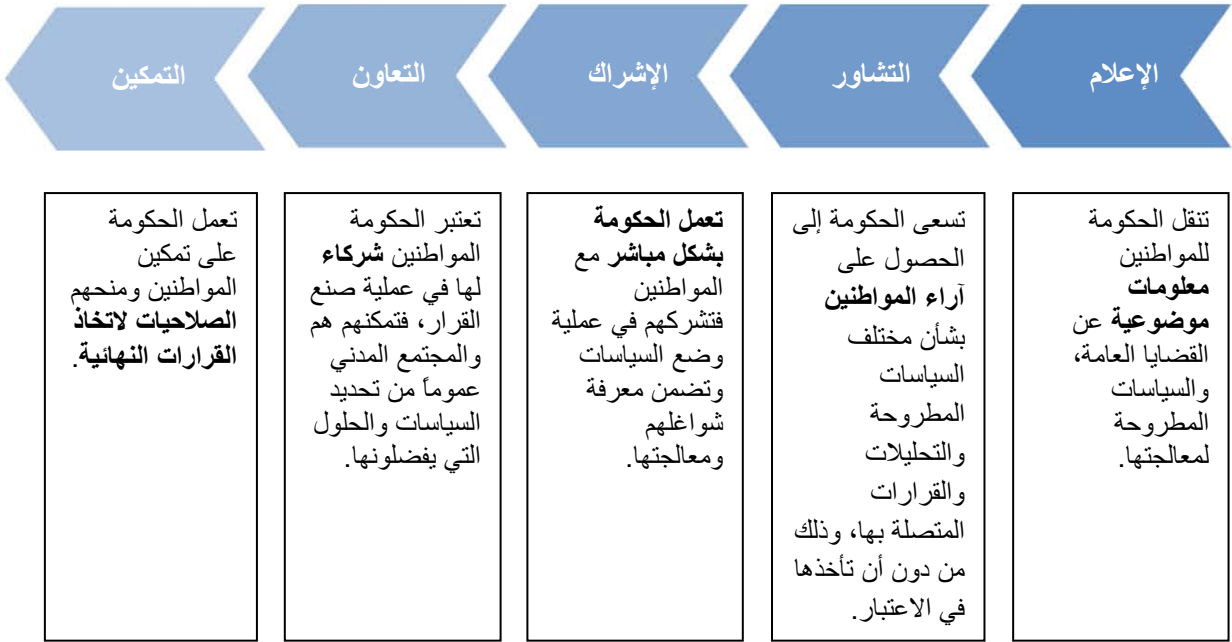 الإعلام
التشاور
الإشراك
التعاون
التمكين
تنقل الحكومة
للمواطنين
معلومات
موضوعية عن
القضايا العامة،
والسياسات
المطروحة
لمعالجتها.
تسعى الحكومة إلى
الحصول على
آراء المواطنين
بشأن مختلف
السياسات
المطروحة
والتحليلات
والقرارات
المتصلة بها، وذلك
من دون أن تأخذها
في الاعتبار.
تعمل الحكومة
بشكل مباشر مع
المواطنين
فتشركهم في عملية
وضع السياسات
وتضمن معرفة
شواغلهم
ومعالجتها.
تعتبر الحكومة
المواطنين شركاء
لها في عملية صنع
القرار، فتمكنهم هم
والمجتمع المدني
عموماً من تحديد
السياسات والحلول
التي يفضلونها.
تعمل الحكومة
على تمكين
المواطنين ومنحهم
الصلاحيات لاتخاذ
القرارات النهائية.